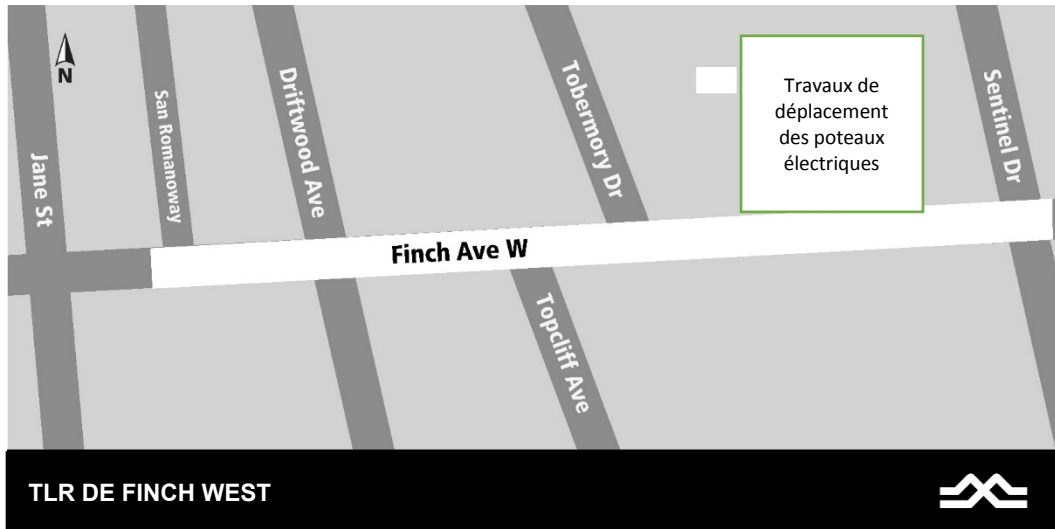 N
Jane St
San Romanoway
Driftwood Ave
Tobermory Dr
Travaux de
déplacement
des poteaux
électriques
Sentinel Dr
Finch Ave W
Topcliff Ave
TLR DE FINCH WEST